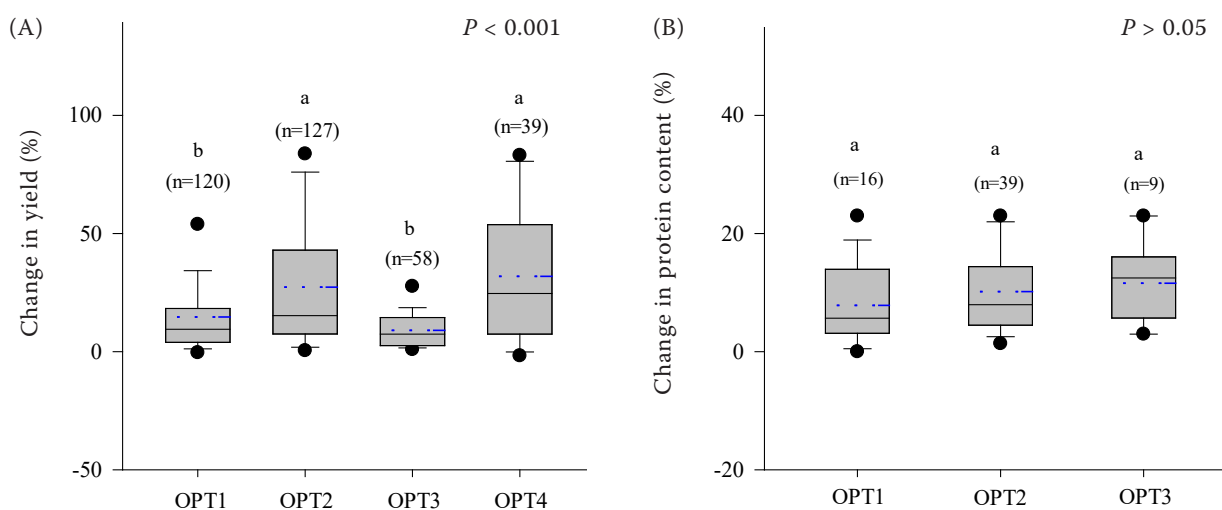 (A)
P < 0.001
Change in yield (%)
100
50
0
-50
b
(n=120)
a
(n=127)
b
(n=58)
a
(n=39)
OPT1 OPT2 OPT3 OPT4
(B)
P > 0.05
Change in protein content (%)
40
20
0
-20
a
(n=16)
a
(n=39)
a
(n=9)
OPT1 OPT2 OPT3